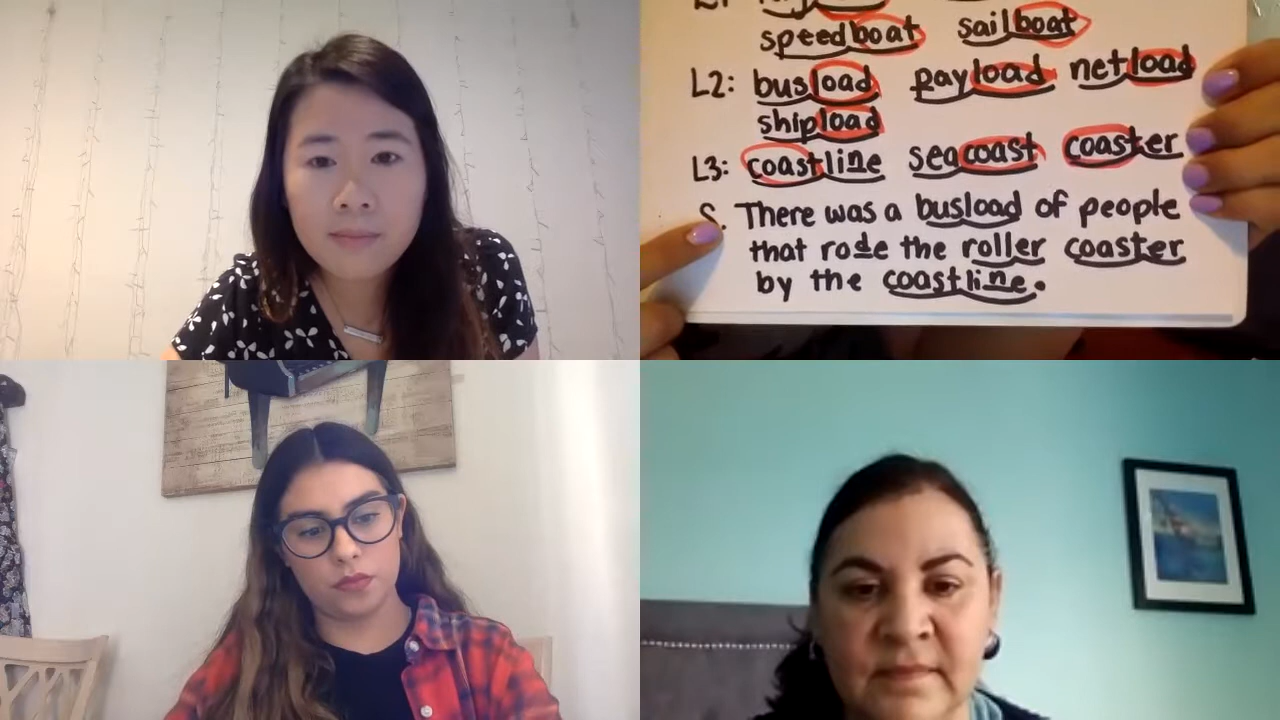 speedboat sailboat
L2: busload payload netload
shipload
L3: coastline seacoast coaster
S. There was a busload of people
that rode the roller coaster
by the coastline.